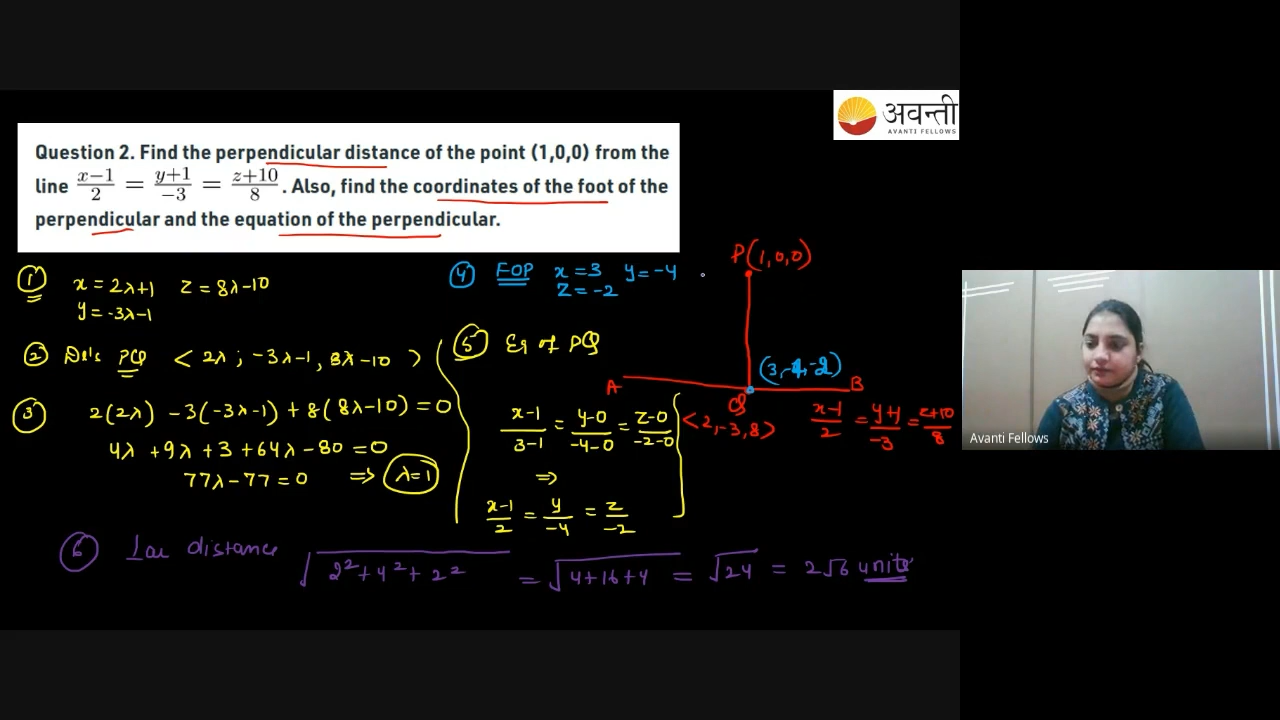 अवन्ती
AVANTI FELLOWS
Question 2. Find the perpendicular distance of the point (1,0,0) from the
line x−1/2 = y+1/−3 = z+10/8. Also, find the coordinates of the foot of the
perpendicular and the equation of the perpendicular.
① x = 2λ+1 z = 8λ-10
y = -3λ-1
② Dr's PQ < 2λ, -3λ-1, 8λ-10 >
③ 2(2λ) -3(-3λ-1) + 8(8λ-10) = 0
4λ + 9λ + 3 + 64λ - 80 = 0
77λ - 77 = 0 => λ=1
④ FOP x = 3 y = -4
z = -2
⑤ Eq of PQ
x-1/3-1 = y-0/-4-0 = z-0/-2-0
=>
x-1/2 = y/-4 = z/-2
P(1,0,0)
(3,-4,-2)
A
B
Q
<2,-3,8>
x-1/2 = y+1/-3 = z+10/8
⑥ Lar distance √2²+4²+2² = √4+16+4 = √24 = 2√6 units
Avanti Fellows